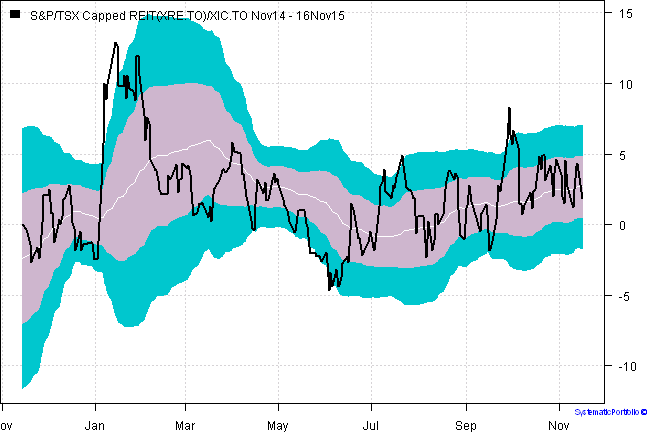 S&P/TSX Capped REIT(XRE.TO)/XIC.TO Nov14 - 16Nov15
15
10
5
0
-5
-10
ov Jan Mar May Jul Sep Nov
SystematicPortfolio ©